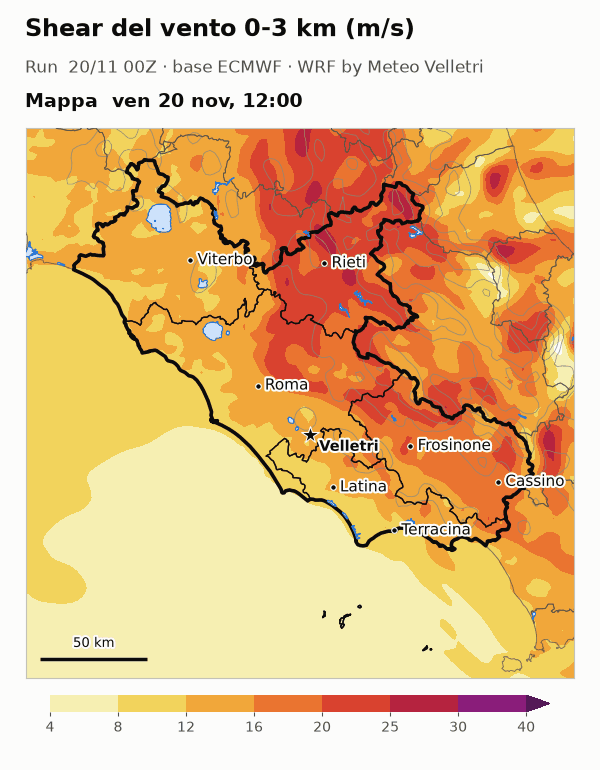 Shear del vento 0-3 km (m/s)
Run  20/11 00Z · base ECMWF · WRF by Meteo Velletri
Mappa  ven 20 nov, 12:00
Viterbo
Rieti
Roma
Velletri
Frosinone
Latina
Cassino
Terracina
50 km
4 8 12 16 20 25 30 40